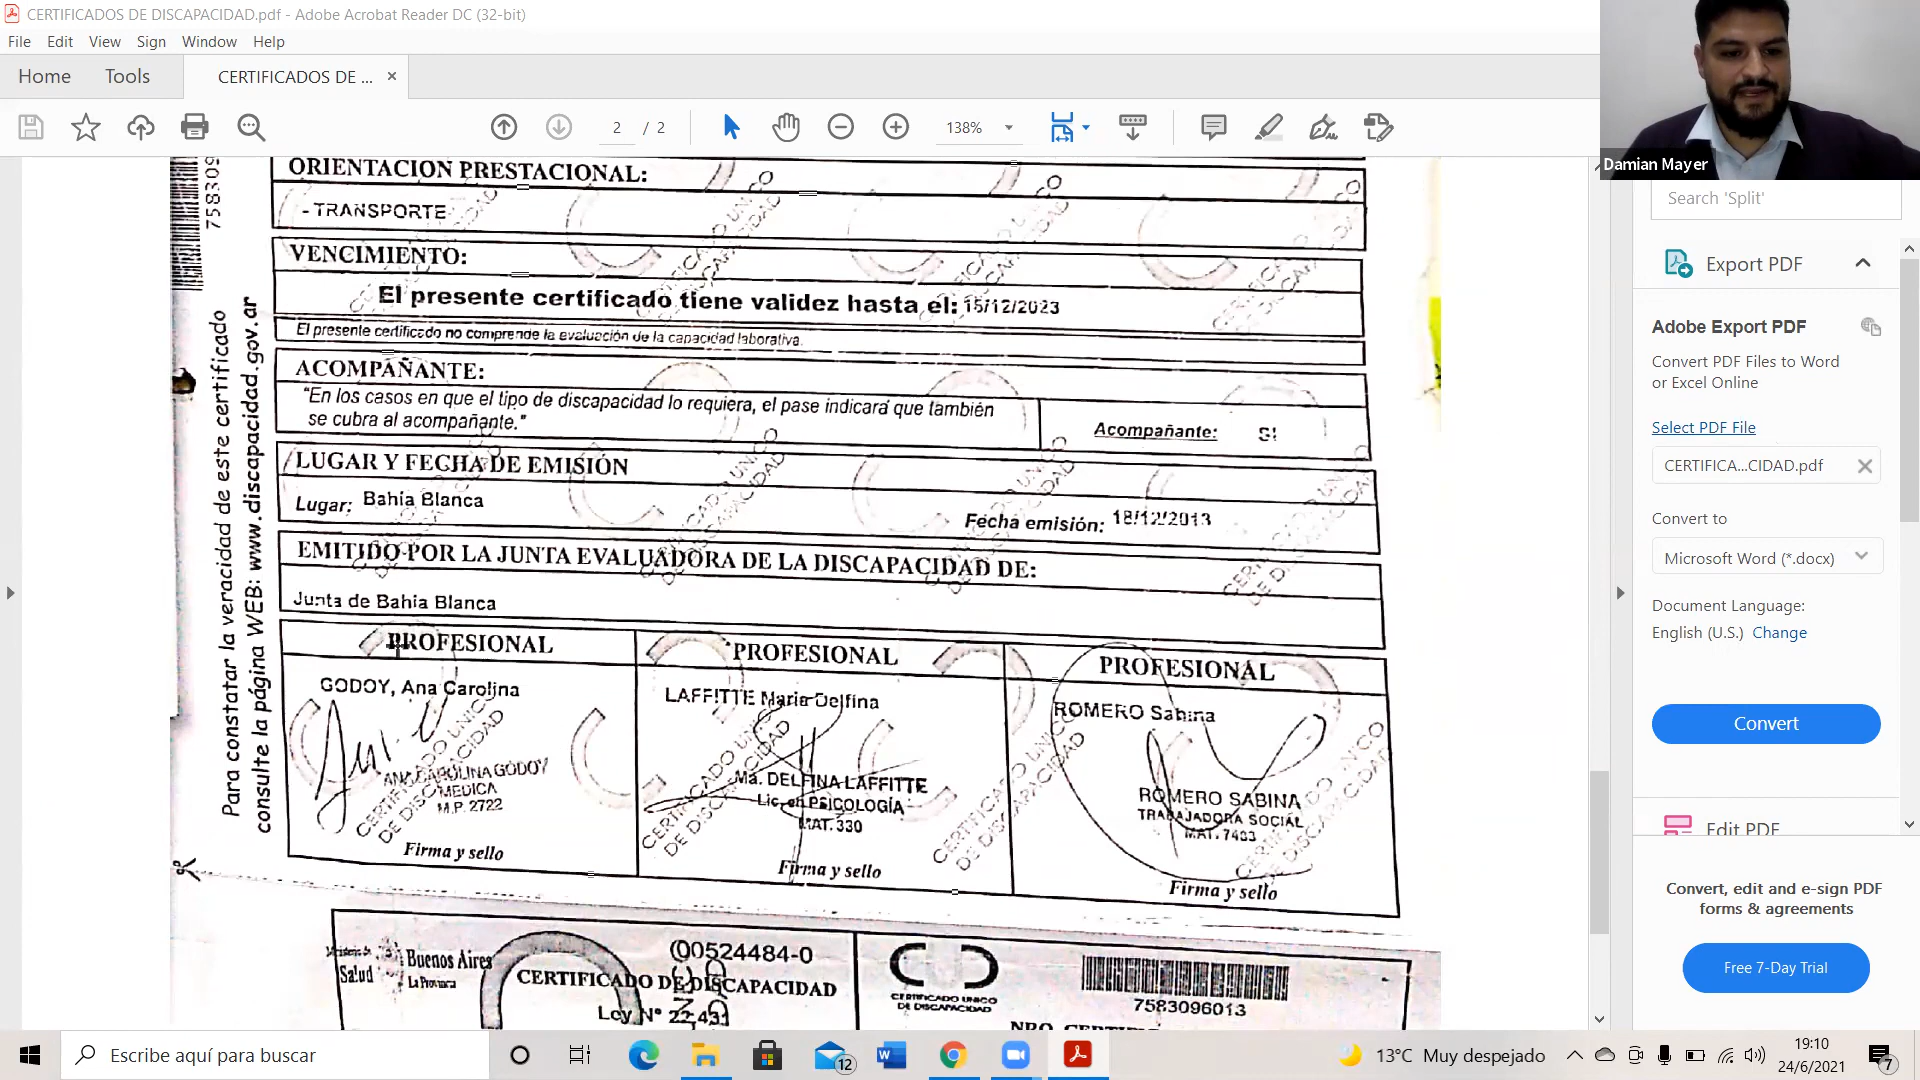 CERTIFICADOS DE DISCAPACIDAD.pdf - Adobe Acrobat Reader DC (32-bit)
File Edit View Sign Window Help
Home Tools CERTIFICADOS DE ... ×
2 / 2 138%
Damian Mayer
758309
Para constatar la veracidad de este certificado
consulte la página WEB: www.discapacidad.gov.ar
ORIENTACION PRESTACIONAL:
- TRANSPORTE
VENCIMIENTO:
El presente certificado tiene validez hasta el:
El presente certificado no comprende la evaluación de la capacidad laborativa.
ACOMPAÑANTE:
"En los casos en que el tipo de discapacidad lo requiera, el pase indicará que también
se cubra al acompañante."
Acompañante: SI
LUGAR Y FECHA DE EMISIÓN
Lugar: Bahia Blanca
Fecha emisión: 18/12/2013
EMITIDO POR LA JUNTA EVALUADORA DE LA DISCAPACIDAD DE:
Junta de Bahia Blanca
PROFESIONAL PROFESIONAL PROFESIONAL
GODOY, Ana Carolina
LAFFITTE Maria Delfina
ROMERO Sabina
ANA CAROLINA GODOY
MEDICA
M.P. 2722
Ma. DELFINA LAFFITTE
Lic. en PSICOLOGÍA
MAT. 330
ROMERO SABINA
TRABAJADORA SOCIAL
Firma y sello
Firma y sello
Firma y sello
CERTIFICADO UNICO
DE DISCAPACIDAD
Salud
Buenos Aires
La Provincia
00524484-0
CERTIFICADO DE DISCAPACIDAD
Ley N° 22.431
CERTIFICADO UNICO
DE DISCAPACIDAD
7583096013
Search 'Split'
Export PDF
Adobe Export PDF
Convert PDF Files to Word
or Excel Online
Select PDF File
CERTIFICA...CIDAD.pdf
Convert to
Microsoft Word (*.docx)
Document Language:
English (U.S.) Change
Convert
Edit PDF
Convert, edit and e-sign PDF
forms & agreements
Free 7-Day Trial
Escribe aquí para buscar
12
13°C Muy despejado
19:10
24/6/2021
7